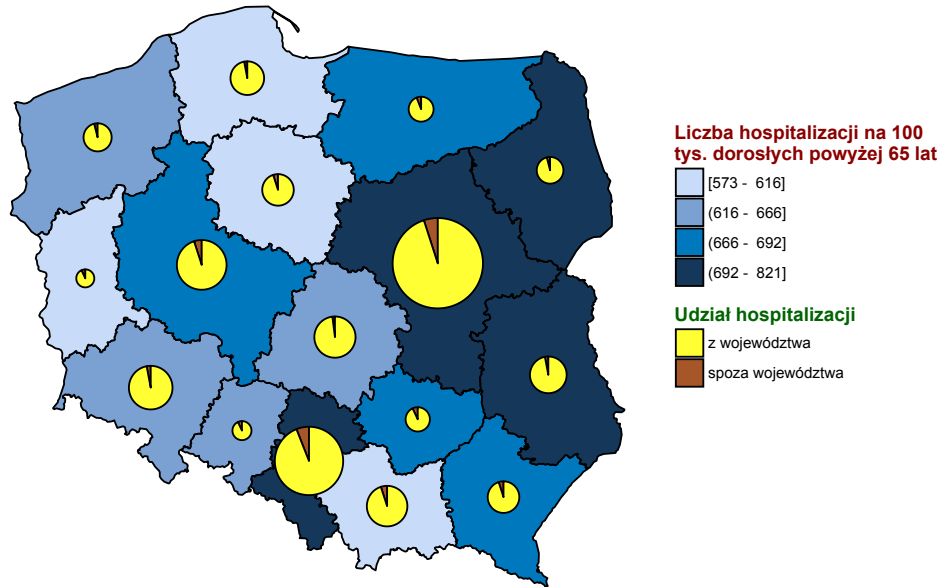 Liczba hospitalizacji na 100
tys. dorosłych powyżej 65 lat
[573 - 616]
(616 - 666]
(666 - 692]
(692 - 821]
Udział hospitalizacji
z województwa
spoza województwa